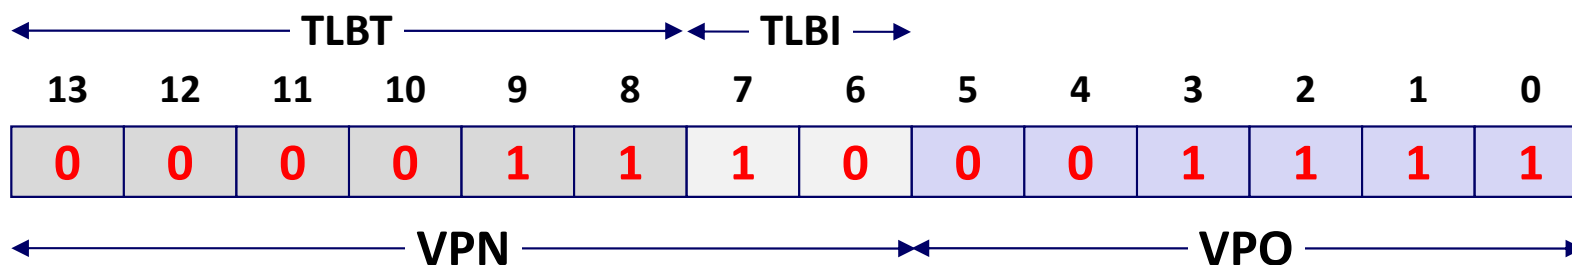 TLBT TLBI
13 12 11 10 9 8 7 6 5 4 3 2 1 0
0 0 0 0 1 1 1 0 0 0 1 1 1 1
VPN VPO